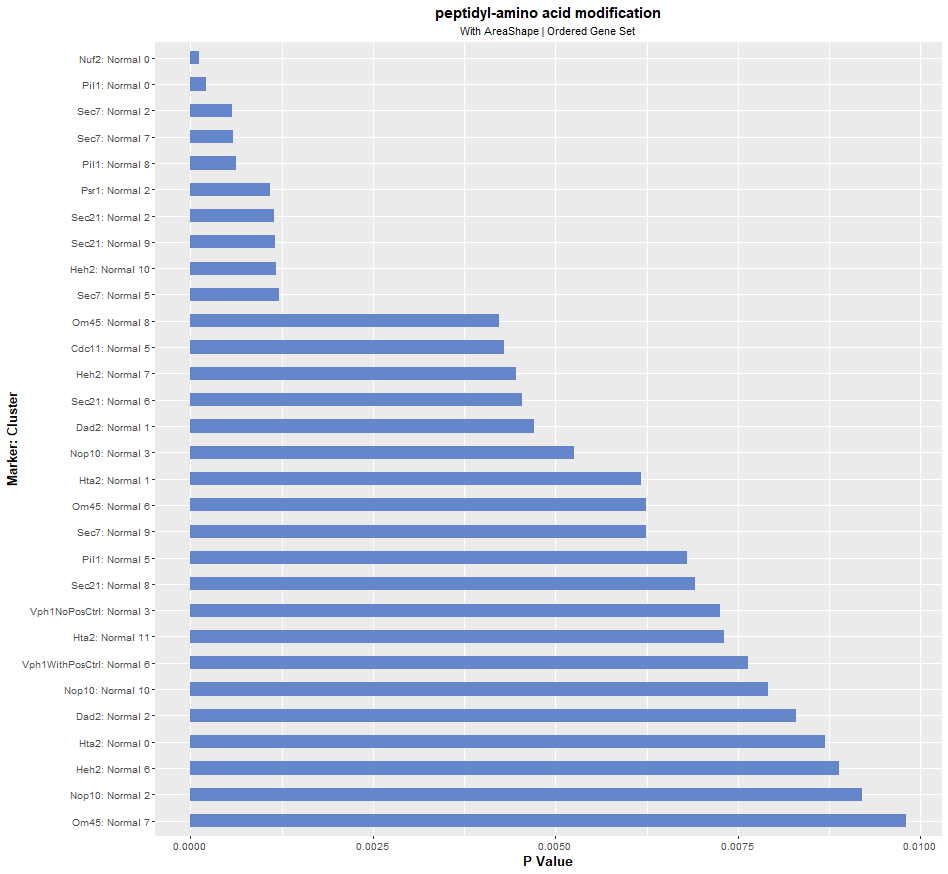 peptidyl-amino acid modification
With AreaShape | Ordered Gene Set
Marker: Cluster
Nuf2: Normal 0
Pil1: Normal 0
Sec7: Normal 2
Sec7: Normal 7
Pil1: Normal 8
Psr1: Normal 2
Sec21: Normal 2
Sec21: Normal 9
Heh2: Normal 10
Sec7: Normal 5
Om45: Normal 8
Cdc11: Normal 5
Heh2: Normal 7
Sec21: Normal 6
Dad2: Normal 1
Nop10: Normal 3
Hta2: Normal 1
Om45: Normal 6
Sec7: Normal 9
Pil1: Normal 5
Sec21: Normal 8
Vph1NoPosCtrl: Normal 3
Hta2: Normal 11
Vph1WithPosCtrl: Normal 6
Nop10: Normal 10
Dad2: Normal 2
Hta2: Normal 0
Heh2: Normal 6
Nop10: Normal 2
Om45: Normal 7
0.0000 0.0025 0.0050 0.0075 0.0100
P Value